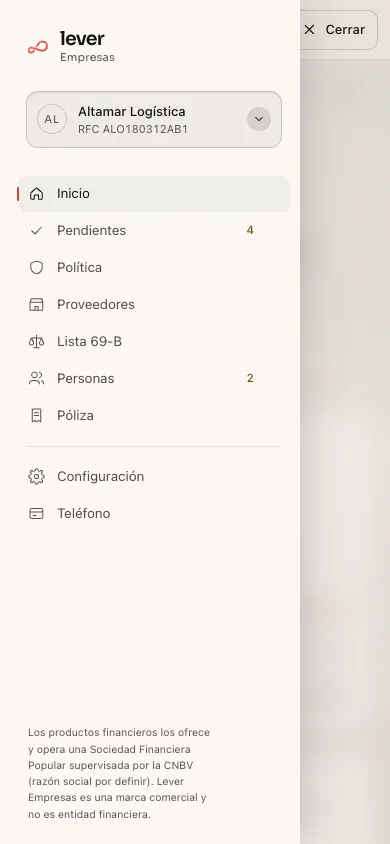 lever
Empresas
Cerrar
AL
Altamar Logística
RFC ALO180312AB1
Inicio
Pendientes 4
Política
Proveedores
Lista 69-B
Personas 2
Póliza
Configuración
Teléfono
Los productos financieros los ofrece
y opera una Sociedad Financiera
Popular supervisada por la CNBV
(razón social por definir). Lever
Empresas es una marca comercial y
no es entidad financiera.